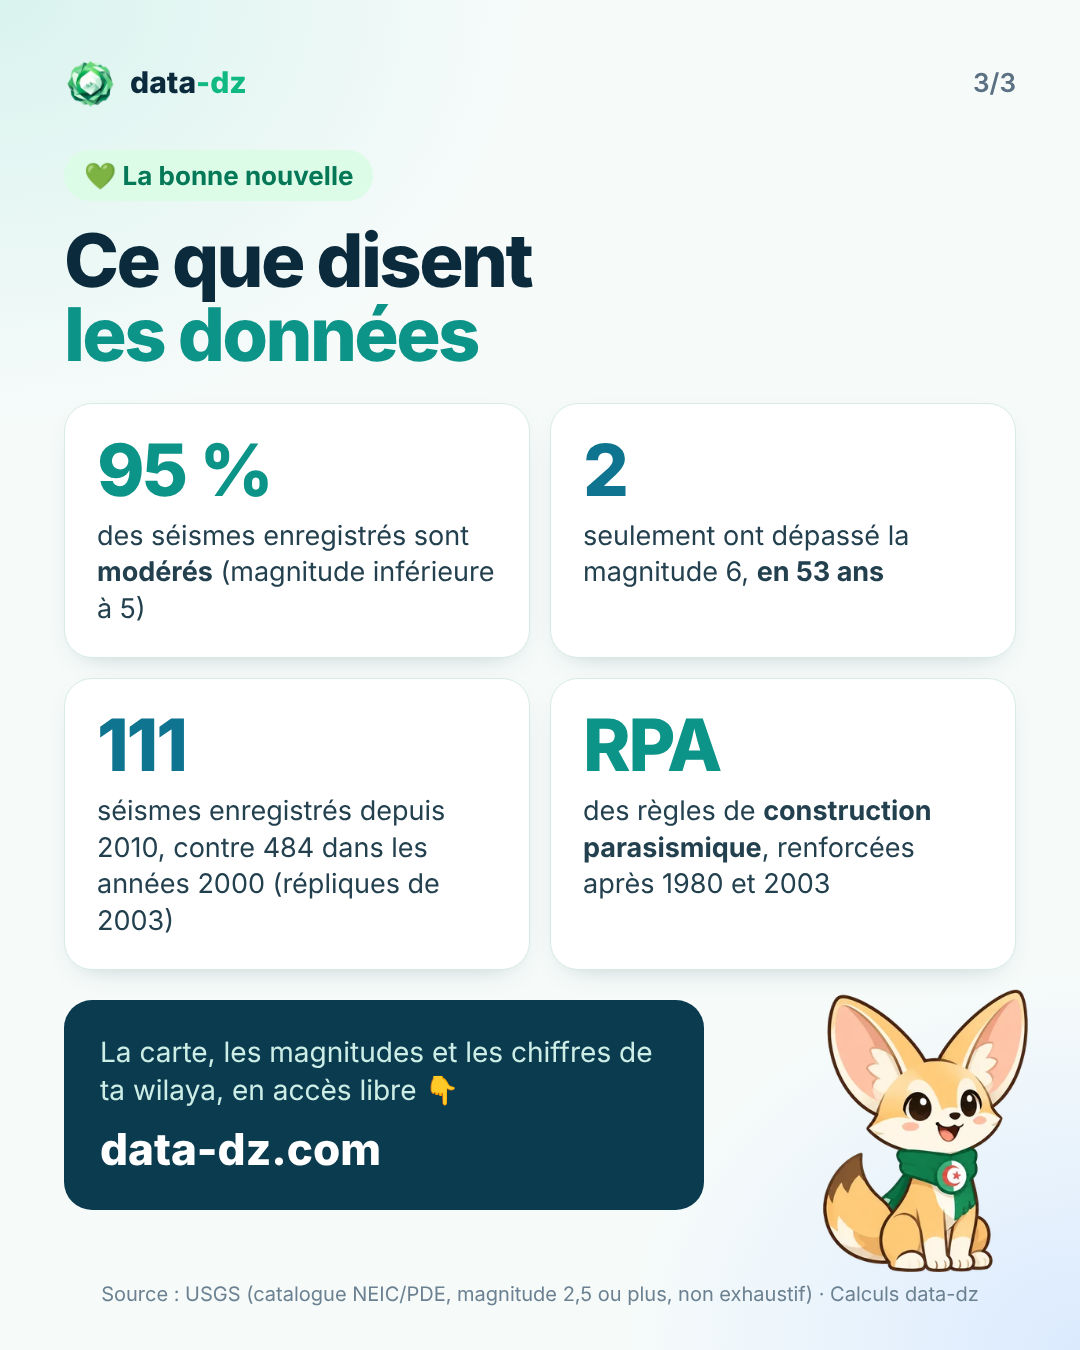 data-dz
3/3
💚 La bonne nouvelle
Ce que disent
les données
95 %
des séismes enregistrés sont
modérés (magnitude inférieure
à 5)
2
seulement ont dépassé la
magnitude 6, en 53 ans
111
séismes enregistrés depuis
2010, contre 484 dans les
années 2000 (répliques de
2003)
RPA
des règles de construction
parasismique, renforcées
après 1980 et 2003
La carte, les magnitudes et les chiffres de
ta wilaya, en accès libre 👇
data-dz.com
Source : USGS (catalogue NEIC/PDE, magnitude 2,5 ou plus, non exhaustif) · Calculs data-dz